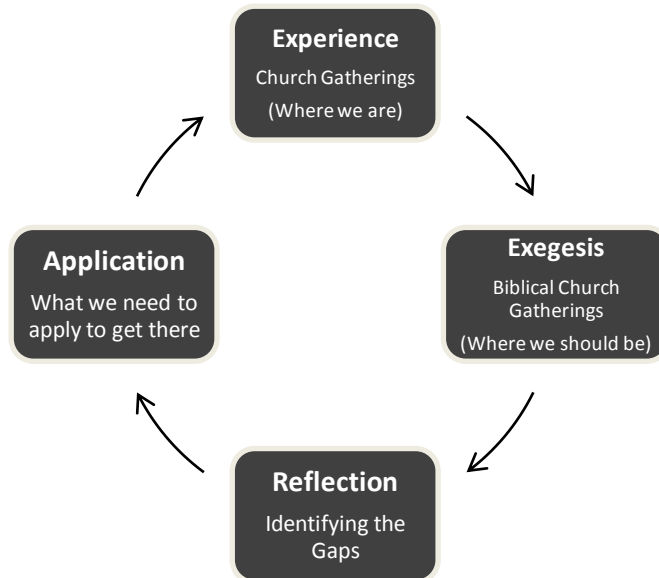 Experience
Church Gatherings
(Where we are)
Exegesis
Biblical Church
Gatherings
(Where we should be)
Reflection
Identifying the
Gaps
Application
What we need to
apply to get there